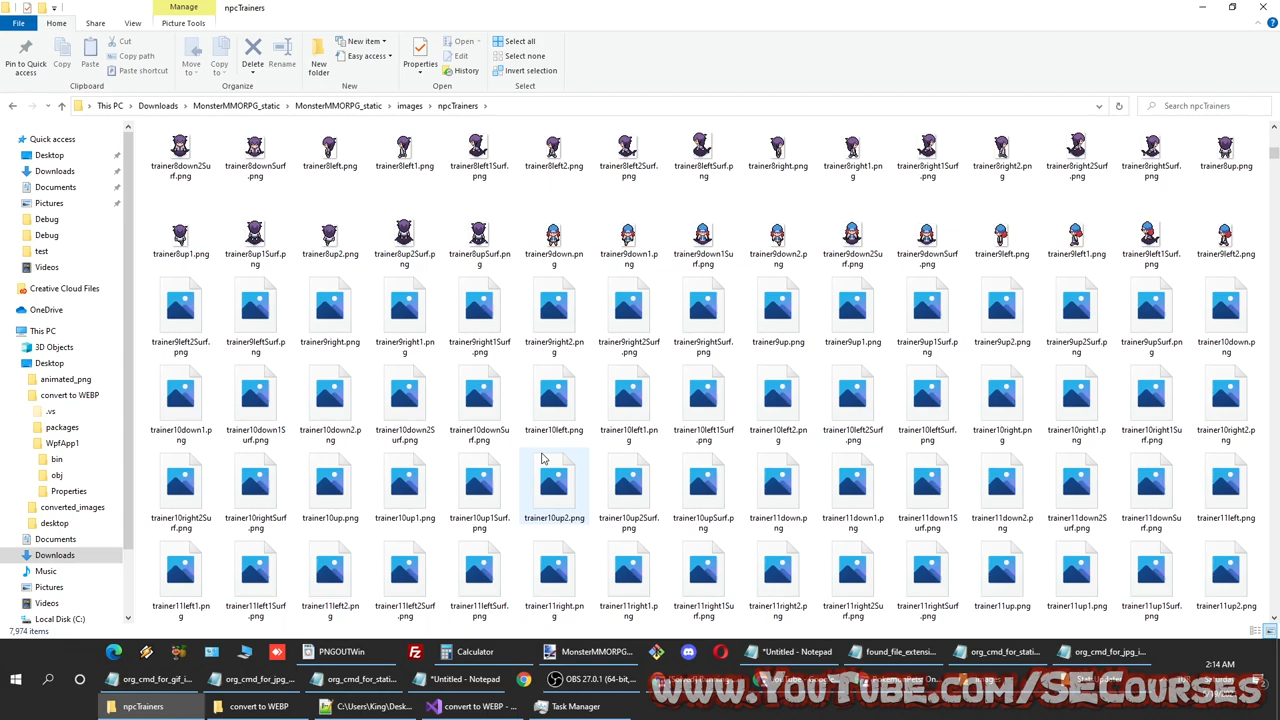 Manage
npcTrainers
File
Home
Share
View
Picture Tools
Pin to Quick access
Copy
Paste
Cut
Copy path
Paste shortcut
Move to
Copy to
Delete
Rename
New folder
New item
Easy access
Properties
Open
Edit
History
Select all
Select none
Invert selection
Clipboard
Organize
New
Open
Select
This PC
Downloads
MonsterMMORPG_static
MonsterMMORPG_static
images
npcTrainers
Search npcTrainers
Quick access
Desktop
Downloads
Documents
Pictures
Debug
Debug
test
Videos
Creative Cloud Files
OneDrive
This PC
3D Objects
Desktop
animated_png
convert to WEBP
.vs
packages
WpfApp1
bin
obj
Properties
converted_images
desktop
Documents
Downloads
Music
Pictures
Videos
Local Disk (C:)
trainer8down2Surf.png
trainer8downSurf.png
trainer8left.png
trainer8left1.png
trainer8left1Surf.png
trainer8left2.png
trainer8left2Surf.png
trainer8leftSurf.png
trainer8right.png
trainer8right1.png
trainer8right1Surf.png
trainer8right2.png
trainer8right2Surf.png
trainer8rightSurf.png
trainer8up.png
trainer8up1.png
trainer8up1Surf.png
trainer8up2.png
trainer8up2Surf.png
trainer8upSurf.png
trainer9down.png
trainer9down1.png
trainer9down1Surf.png
trainer9down2.png
trainer9down2Surf.png
trainer9downSurf.png
trainer9left.png
trainer9left1.png
trainer9left1Surf.png
trainer9left2.png
trainer9left2Surf.png
trainer9leftSurf.png
trainer9right.png
trainer9right1.png
trainer9right1Surf.png
trainer9right2.png
trainer9right2Surf.png
trainer9rightSurf.png
trainer9up.png
trainer9up1.png
trainer9up1Surf.png
trainer9up2.png
trainer9up2Surf.png
trainer9upSurf.png
trainer10down.png
trainer10down1.png
trainer10down1Surf.png
trainer10down2.png
trainer10down2Surf.png
trainer10downSurf.png
trainer10left.png
trainer10left1.png
trainer10left1Surf.png
trainer10left2.png
trainer10left2Surf.png
trainer10leftSurf.png
trainer10right.png
trainer10right1.png
trainer10right1Surf.png
trainer10right2.png
trainer10right2Surf.png
trainer10rightSurf.png
trainer10up.png
trainer10up1.png
trainer10up1Surf.png
trainer10up2.png
trainer10up2Surf.png
trainer10upSurf.png
trainer11down.png
trainer11down1.png
trainer11down1Surf.png
trainer11down2.png
trainer11down2Surf.png
trainer11downSurf.png
trainer11left.png
trainer11left1.png
trainer11left1Surf.png
trainer11left2.png
trainer11left2Surf.png
trainer11leftSurf.png
trainer11right.png
trainer11right1.png
trainer11right1Surf.png
trainer11right2.png
trainer11right2Surf.png
trainer11rightSurf.png
trainer11up.png
trainer11up1.png
trainer11up1Surf.png
trainer11up2.png
7,974 items
PNGOUTWin
Calculator
MonsterMMORPG...
*Untitled - Notepad
found_file_extensi...
org_cmd_for_stati...
org_cmd_for_jpg_i...
2:14 AM
org_cmd_for_gif_i...
org_cmd_for_jpg_...
org_cmd_for_stati...
*Untitled - Notepad
OBS 27.0.1 (64-bit,...
www.YouTube.com/SECourses
npcTrainers
convert to WEBP
C:\Users\King\Desk...
convert to WEBP - ...
Task Manager